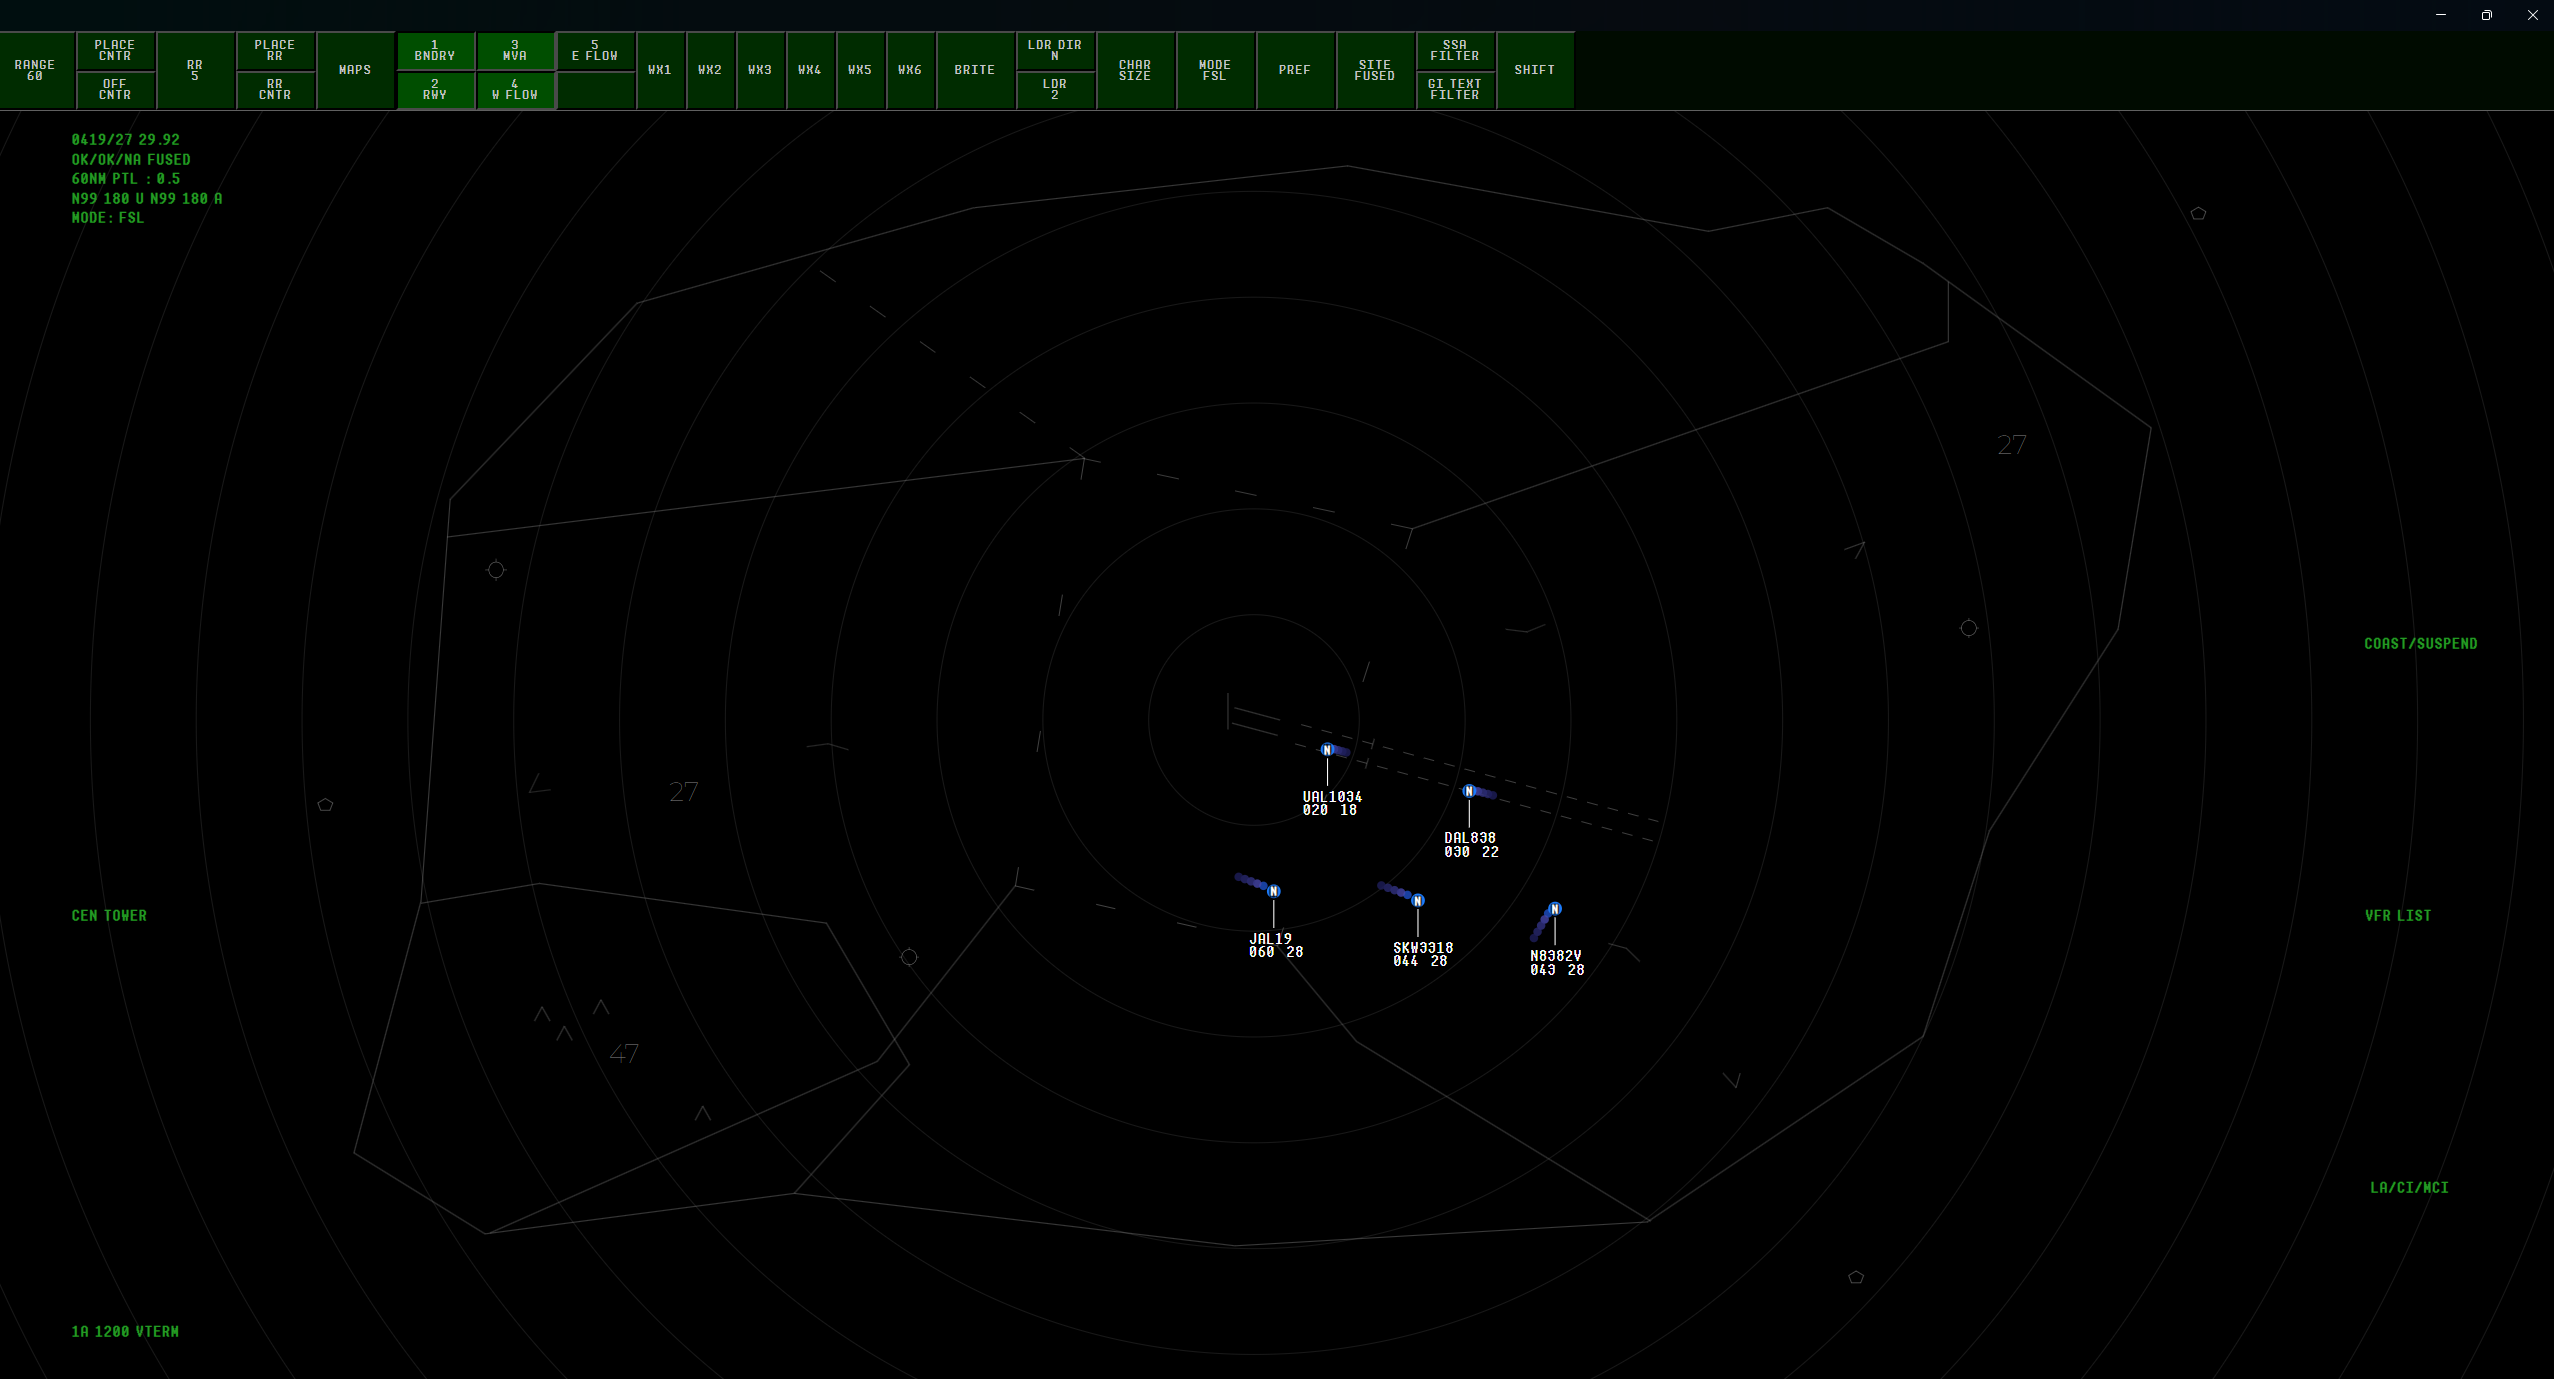 RANGE
60
PLACE
CNTR
OFF
CNTR
RR
5
PLACE
RR
RR
CNTR
MAPS
1
BNDRY
2
RWY
3
MVA
4
W FLOW
5
E FLOW
WX1
WX2
WX3
WX4
WX5
WX6
BRITE
LDR DIR
N
LDR
2
CHAR
SIZE
MODE
FSL
PREF
SITE
FUSED
SSA
FILTER
GI TEXT
FILTER
SHIFT
0419/27 29.92
OK/OK/NA FUSED
60NM PTL : 0.5
N99 180 U N99 180 A
MODE: FSL
27
COAST/SUSPEND
27
N
UAL1034
020 18
N
DAL838
030 22
N
JAL19
060 28
N
SKW3318
044 28
N
N8382V
043 28
CEN TOWER
VFR LIST
47
LA/CI/MCI
1A 1200 VTERM